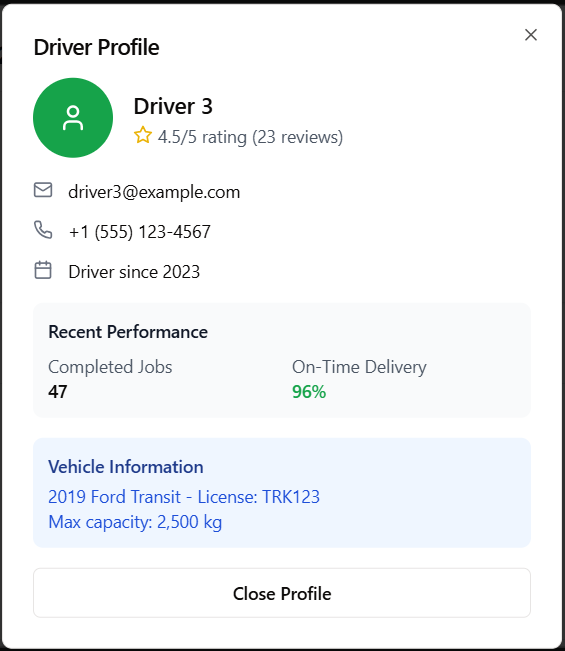 Driver Profile
Driver 3
4.5/5 rating (23 reviews)
driver3@example.com
+1 (555) 123-4567
Driver since 2023
Recent Performance
Completed Jobs
On-Time Delivery
47
96%
Vehicle Information
2019 Ford Transit - License: TRK123
Max capacity: 2,500 kg
Close Profile